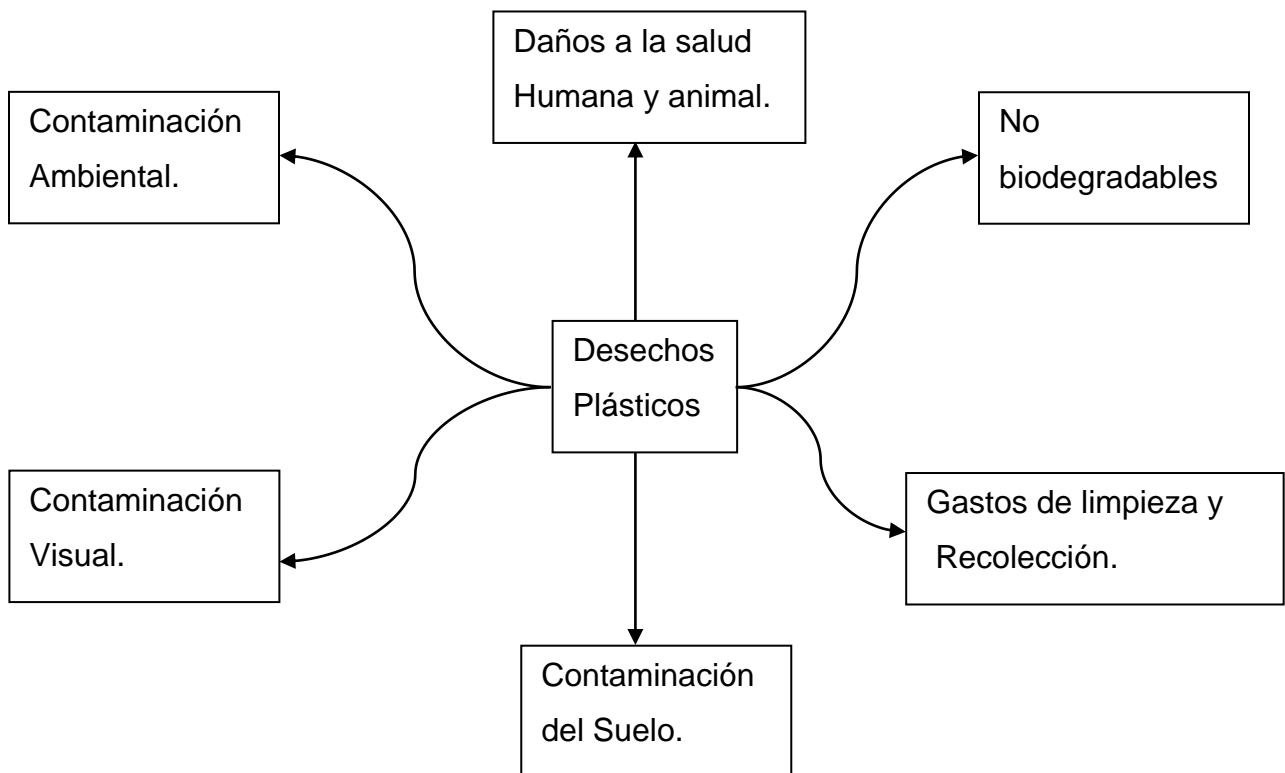 Daños a la salud
Humana y animal.
Contaminación
Ambiental.
No
biodegradables
Desechos
Plásticos
Contaminación
Visual.
Gastos de limpieza y
Recolección.
Contaminación
del Suelo.